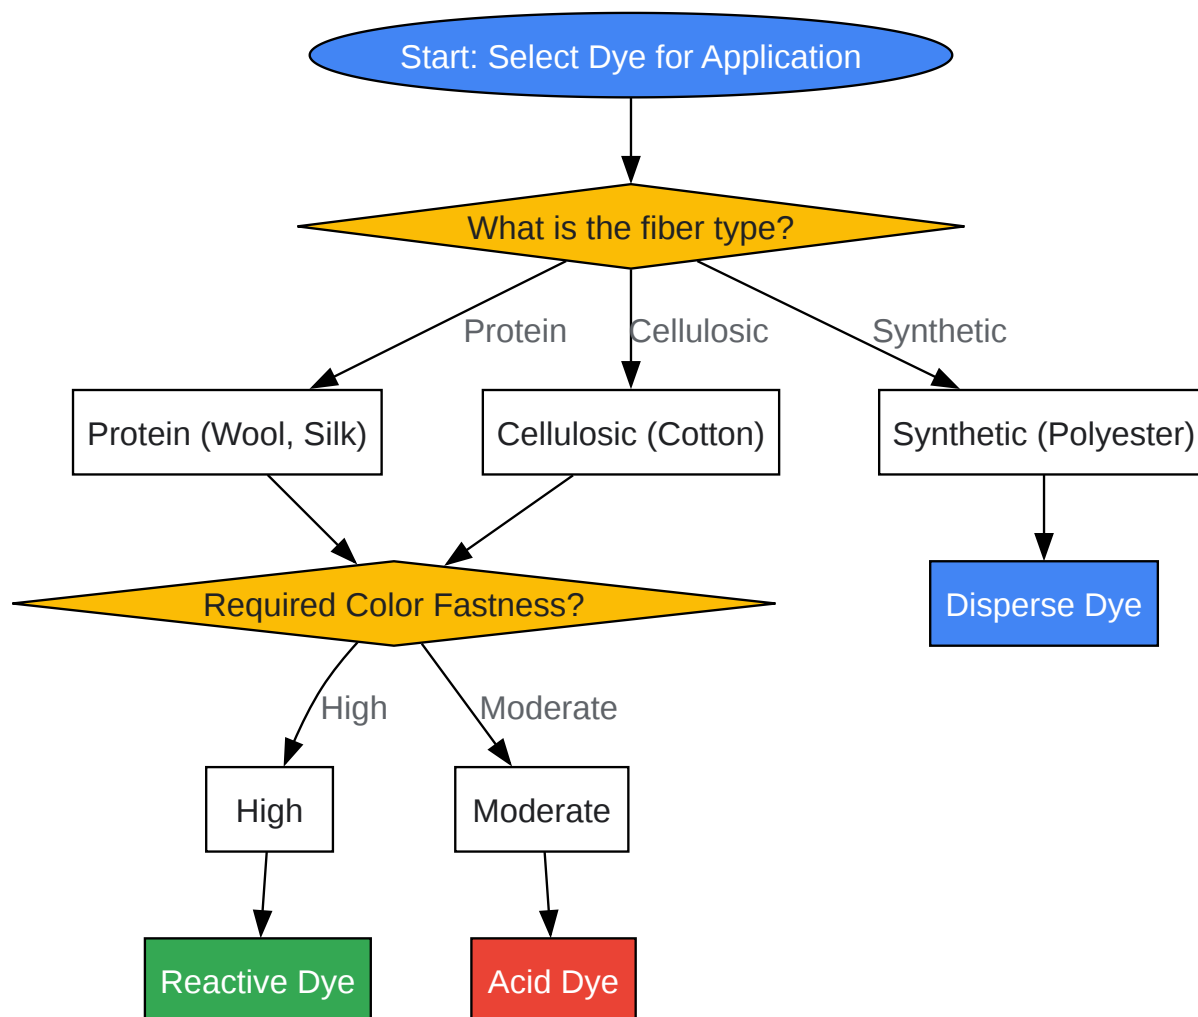 Start: Select Dye for Application
What is the fiber type?
Protein
Cellulosic
Synthetic
Protein (Wool, Silk)
Cellulosic (Cotton)
Synthetic (Polyester)
Required Color Fastness?
Disperse Dye
High
Moderate
High
Moderate
Reactive Dye
Acid Dye